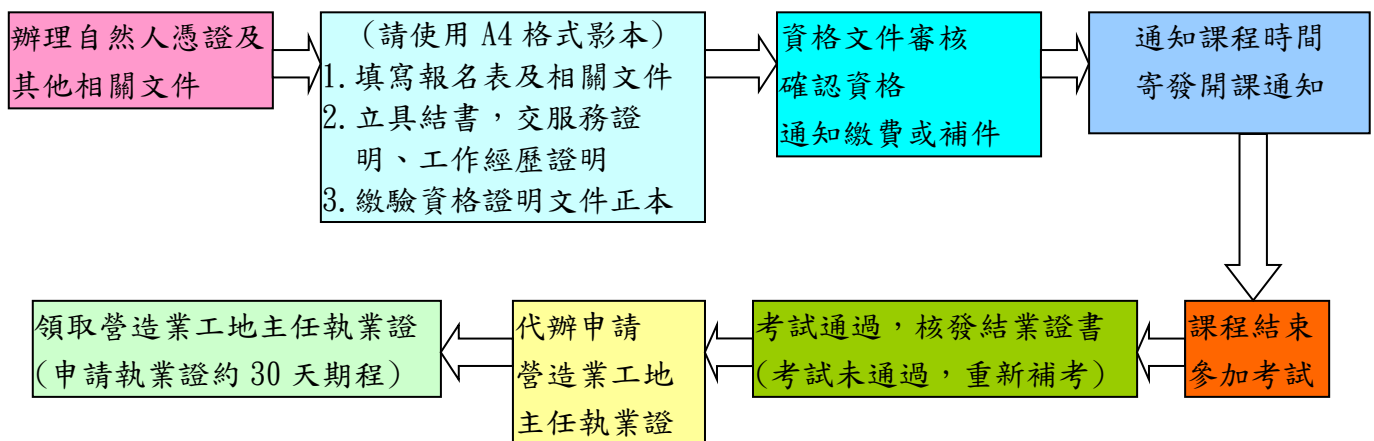 辦理自然人憑證及
其他相關文件
(請使用 A4 格式影本)
1. 填寫報名表及相關文件
2. 立具結書，交服務證
明、工作經歷證明
3. 繳驗資格證明文件正本
資格文件審核
確認資格
通知繳費或補件
通知課程時間
寄發開課通知
課程結束
參加考試
考試通過，核發結業證書
(考試未通過，重新補考)
代辦申請
營造業工地
主任執業證
領取營造業工地主任執業證
(申請執業證約 30 天期程)